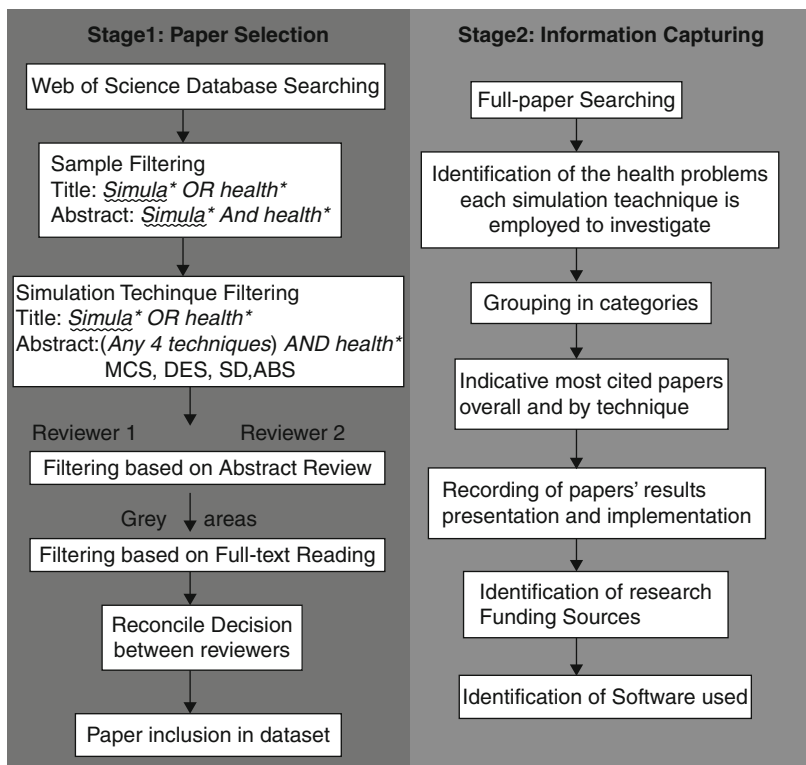 Stage1: Paper Selection
Web of Science Database Searching
Sample Filtering
Title: Simula* OR health*
Abstract: Simula* And health*
Simulation Techinque Filtering
Title: Simula* OR health*
Abstract:(Any 4 techniques) AND health*
MCS, DES, SD,ABS
Reviewer 1 Reviewer 2
Filtering based on Abstract Review
Grey areas
Filtering based on Full-text Reading
Reconcile Decision
between reviewers
Paper inclusion in dataset
Stage2: Information Capturing
Full-paper Searching
Identification of the health problems
each simulation teachnique is
employed to investigate
Grouping in categories
Indicative most cited papers
overall and by technique
Recording of papers’ results
presentation and implementation
Identification of research
Funding Sources
Identification of Software used